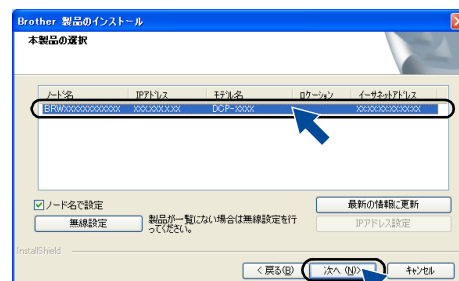 Brother 製品のインストール
本製品の選択
ノード名 IPアドレス モデル名 ロケーション イーサネットアドレス
BRWXXXXXXXXXXXX XXX.XXX.X.XX DCP-XXXX XX:XX:XX:XX:XX:XX
ノード名で設定
最新の情報に更新
無線設定
製品が一覧にない場合は無線設定を行
ってください。
IPアドレス設定
InstallShield
< 戻る(B)
次へ (N)>
キャンセル